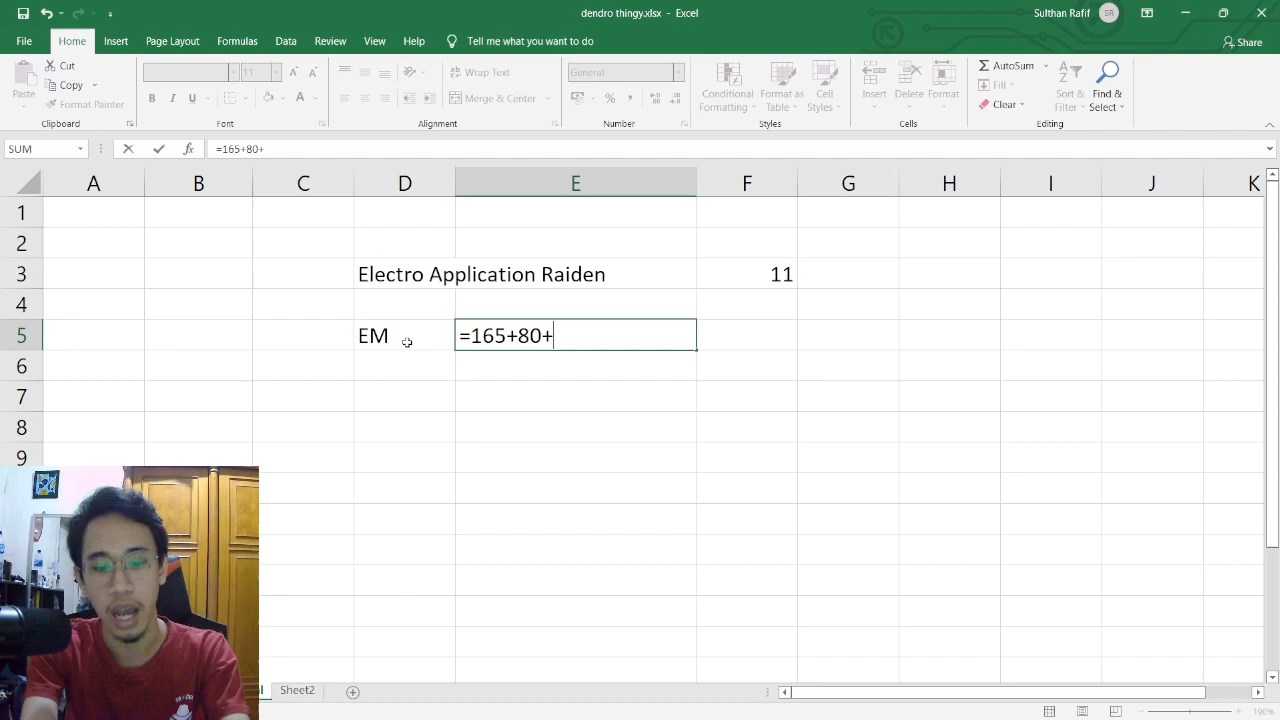 dendro thingy.xlsx - Excel
Sulthan Rafif
SR
File Home Insert Page Layout Formulas Data Review View Help Tell me what you want to do
Share
Paste
Cut
Copy
Format Painter
11
B I U
A
Wrap Text
Merge & Center
General
%
Conditional Formatting
Format as Table
Cell Styles
Insert
Delete
Format
AutoSum
Fill
Clear
Sort & Filter
Find & Select
Clipboard Font Alignment Number Styles Cells Editing
SUM
fx
=165+80+
A B C D E F G H I J K
1
2
3 Electro Application Raiden 11
4
5 EM =165+80+
6
7
8
9
Sheet2
190%